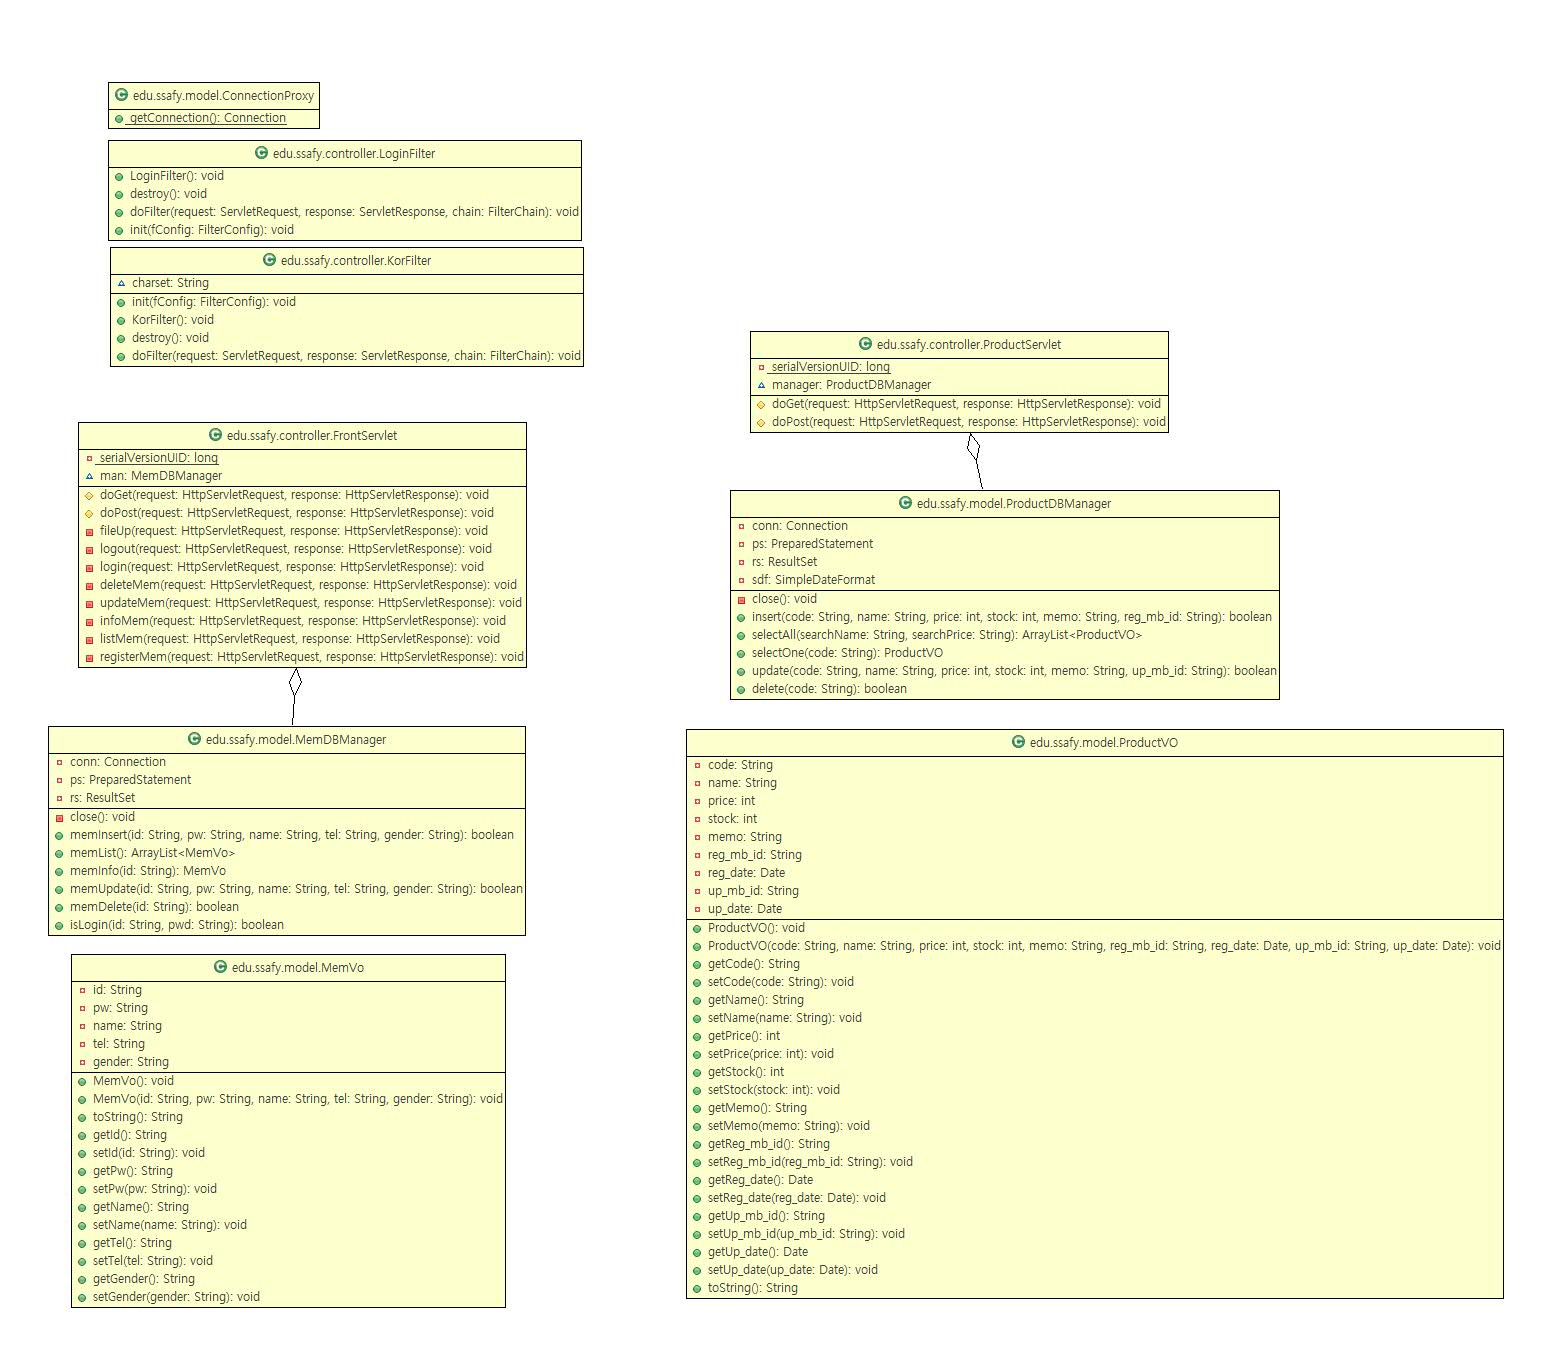 edu.ssafy.model.ConnectionProxy
getConnection(): Connection
edu.ssafy.controller.LoginFilter
LoginFilter(): void
destroy(): void
doFilter(request: ServletRequest, response: ServletResponse, chain: FilterChain): void
init(fConfig: FilterConfig): void
edu.ssafy.controller.KorFilter
charset: String
init(fConfig: FilterConfig): void
KorFilter(): void
destroy(): void
doFilter(request: ServletRequest, response: ServletResponse, chain: FilterChain): void
edu.ssafy.controller.FrontServlet
serialVersionUID: long
man: MemDBManager
doGet(request: HttpServletRequest, response: HttpServletResponse): void
doPost(request: HttpServletRequest, response: HttpServletResponse): void
fileUp(request: HttpServletRequest, response: HttpServletResponse): void
logout(request: HttpServletRequest, response: HttpServletResponse): void
login(request: HttpServletRequest, response: HttpServletResponse): void
deleteMem(request: HttpServletRequest, response: HttpServletResponse): void
updateMem(request: HttpServletRequest, response: HttpServletResponse): void
infoMem(request: HttpServletRequest, response: HttpServletResponse): void
listMem(request: HttpServletRequest, response: HttpServletResponse): void
registerMem(request: HttpServletRequest, response: HttpServletResponse): void
edu.ssafy.model.MemDBManager
conn: Connection
ps: PreparedStatement
rs: ResultSet
close(): void
memInsert(id: String, pw: String, name: String, tel: String, gender: String): boolean
memList(): ArrayList<MemVo>
memInfo(id: String): MemVo
memUpdate(id: String, pw: String, name: String, tel: String, gender: String): boolean
memDelete(id: String): boolean
isLogin(id: String, pwd: String): boolean
edu.ssafy.model.MemVo
id: String
pw: String
name: String
tel: String
gender: String
MemVo(): void
MemVo(id: String, pw: String, name: String, tel: String, gender: String): void
toString(): String
getId(): String
setId(id: String): void
getPw(): String
setPw(pw: String): void
getName(): String
setName(name: String): void
getTel(): String
setTel(tel: String): void
getGender(): String
setGender(gender: String): void
edu.ssafy.controller.ProductServlet
serialVersionUID: long
manager: ProductDBManager
doGet(request: HttpServletRequest, response: HttpServletResponse): void
doPost(request: HttpServletRequest, response: HttpServletResponse): void
edu.ssafy.model.ProductDBManager
conn: Connection
ps: PreparedStatement
rs: ResultSet
sdf: SimpleDateFormat
close(): void
insert(code: String, name: String, price: int, stock: int, memo: String, reg_mb_id: String): boolean
selectAll(searchName: String, searchPrice: String): ArrayList<ProductVO>
selectOne(code: String): ProductVO
update(code: String, name: String, price: int, stock: int, memo: String, up_mb_id: String): boolean
delete(code: String): boolean
edu.ssafy.model.ProductVO
code: String
name: String
price: int
stock: int
memo: String
reg_mb_id: String
reg_date: Date
up_mb_id: String
up_date: Date
ProductVO(): void
ProductVO(code: String, name: String, price: int, stock: int, memo: String, reg_mb_id: String, reg_date: Date, up_mb_id: String, up_date: Date): void
getCode(): String
setCode(code: String): void
getName(): String
setName(name: String): void
getPrice(): int
setPrice(price: int): void
getStock(): int
setStock(stock: int): void
getMemo(): String
setMemo(memo: String): void
getReg_mb_id(): String
setReg_mb_id(reg_mb_id: String): void
getReg_date(): Date
setReg_date(reg_date: Date): void
getUp_mb_id(): String
setUp_mb_id(up_mb_id: String): void
getUp_date(): Date
setUp_date(up_date: Date): void
toString(): String